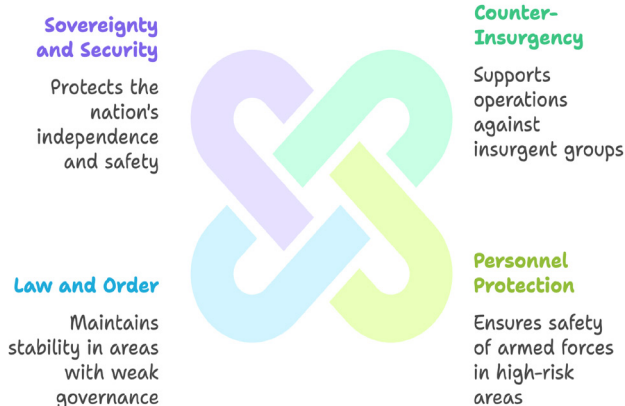 Sovereignty
and Security
Protects the
nation's
independence
and safety
Counter-
Insurgency
Supports
operations
against
insurgent groups
Law and Order
Maintains
stability in areas
with weak
governance
Personnel
Protection
Ensures safety
of armed forces
in high-risk
areas